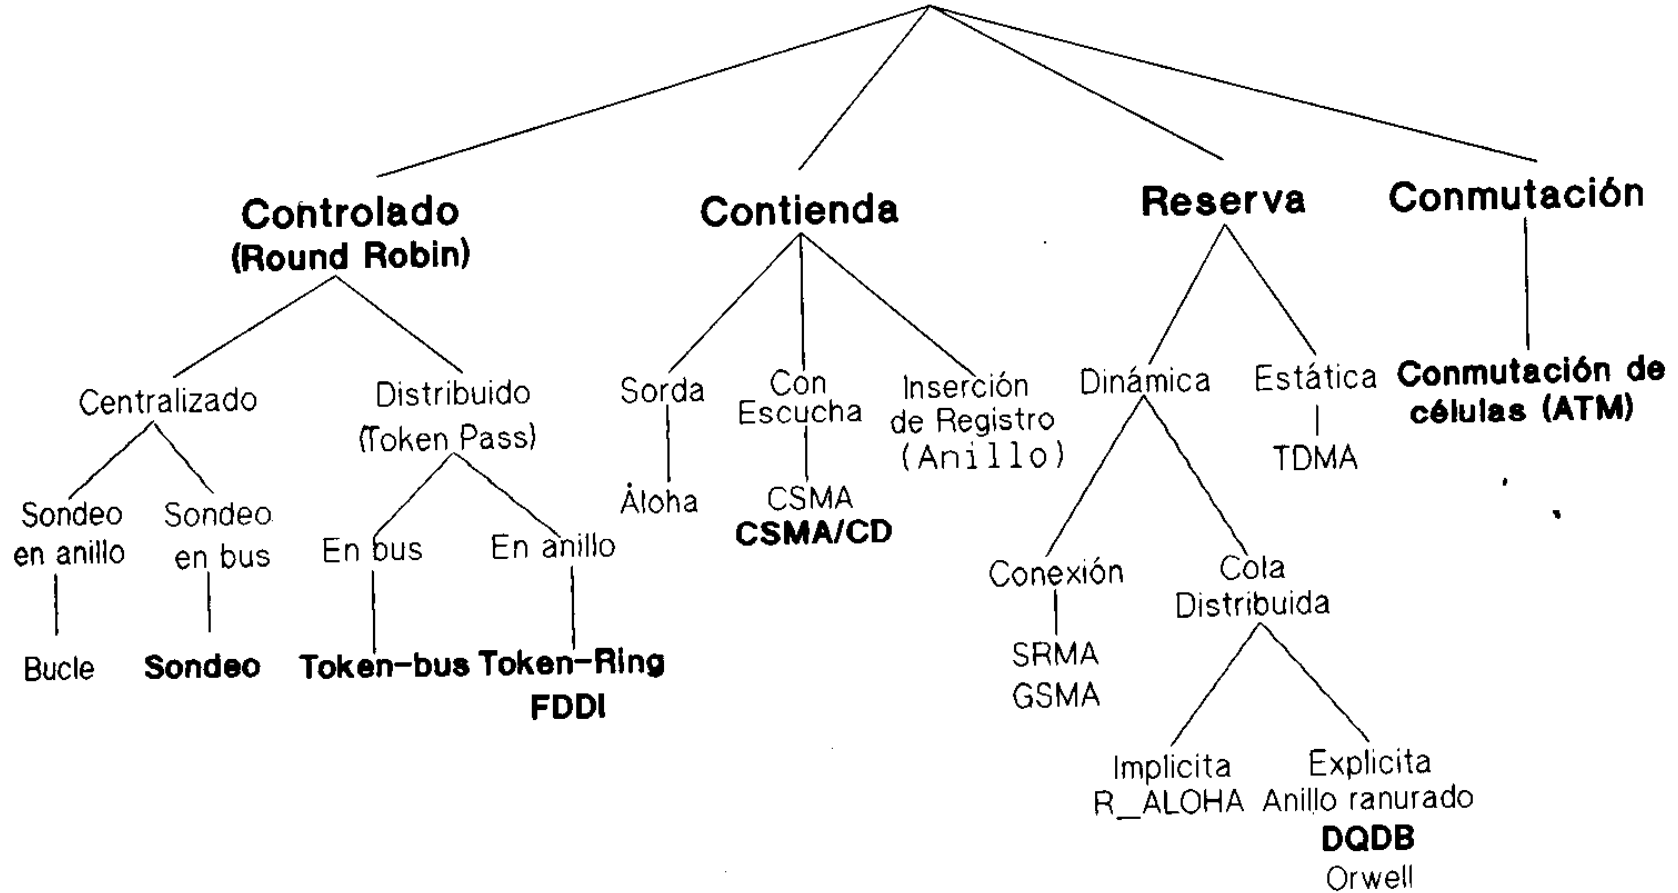 Controlado
(Round Robin)
Contienda
Reserva
Conmutación
Centralizado
Distribuido
(Token Pass)
Sorda
Con
Escucha
Inserción
de Registro
(Anillo)
Dinámica
Estática
Conmutación de
células (ATM)
TDMA
Sondeo
en anillo
Sondeo
en bus
En bus
En anillo
Aloha
CSMA
CSMA/CD
Conexión
Cola
Distribuida
Bucle
Sondeo
Token-bus
Token-Ring
FDDI
SRMA
GSMA
Implicita
R_ALOHA
Explicita
Anillo ranurado
DQDB
Orwell